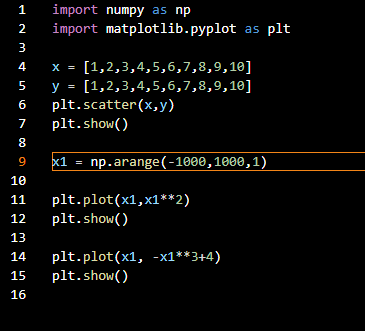 1 import numpy as np
2 import matplotlib.pyplot as plt
3
4 x = [1,2,3,4,5,6,7,8,9,10]
5 y = [1,2,3,4,5,6,7,8,9,10]
6 plt.scatter(x,y)
7 plt.show()
8
9 x1 = np.arange(-1000,1000,1)
10
11 plt.plot(x1,x1**2)
12 plt.show()
13
14 plt.plot(x1, -x1**3+4)
15 plt.show()
16